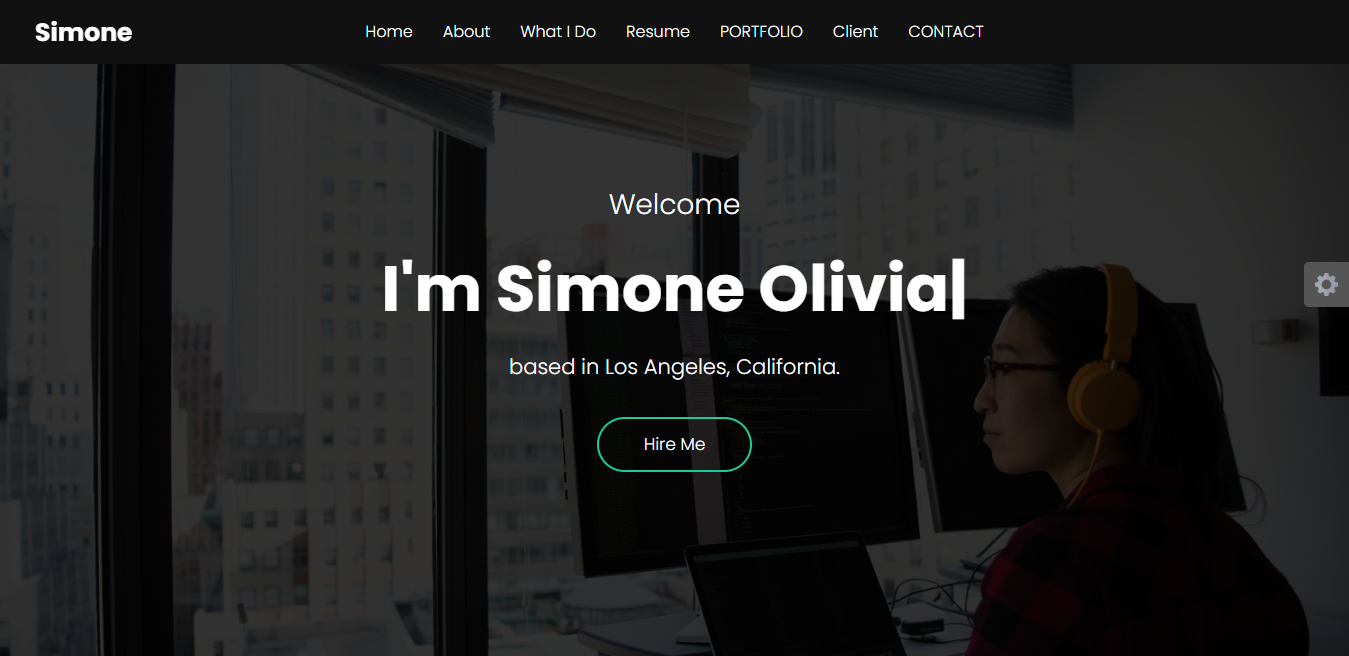 Simone
Home About What I Do Resume PORTFOLIO Client CONTACT
Welcome
I'm Simone Olivia|
based in Los Angeles, California.
Hire Me